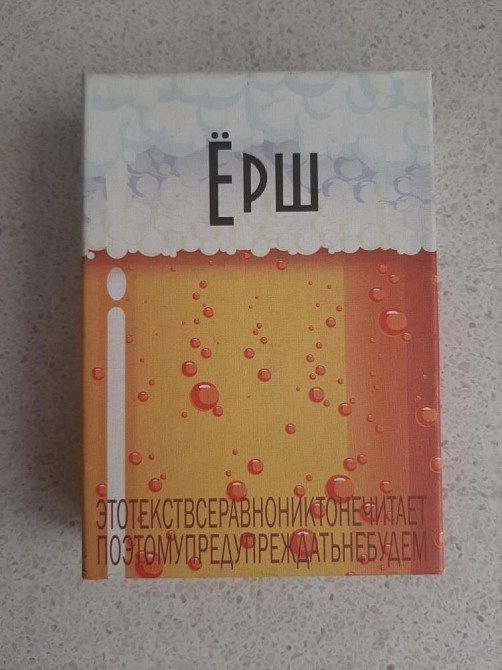 Ёрш
ЭТОТЕКСТВСЕРАВНОНИКТОНЕЧИТАЕТ
ПОЭТОМУПРЕДУПРЕЖДАТЬНЕБУДЕМ